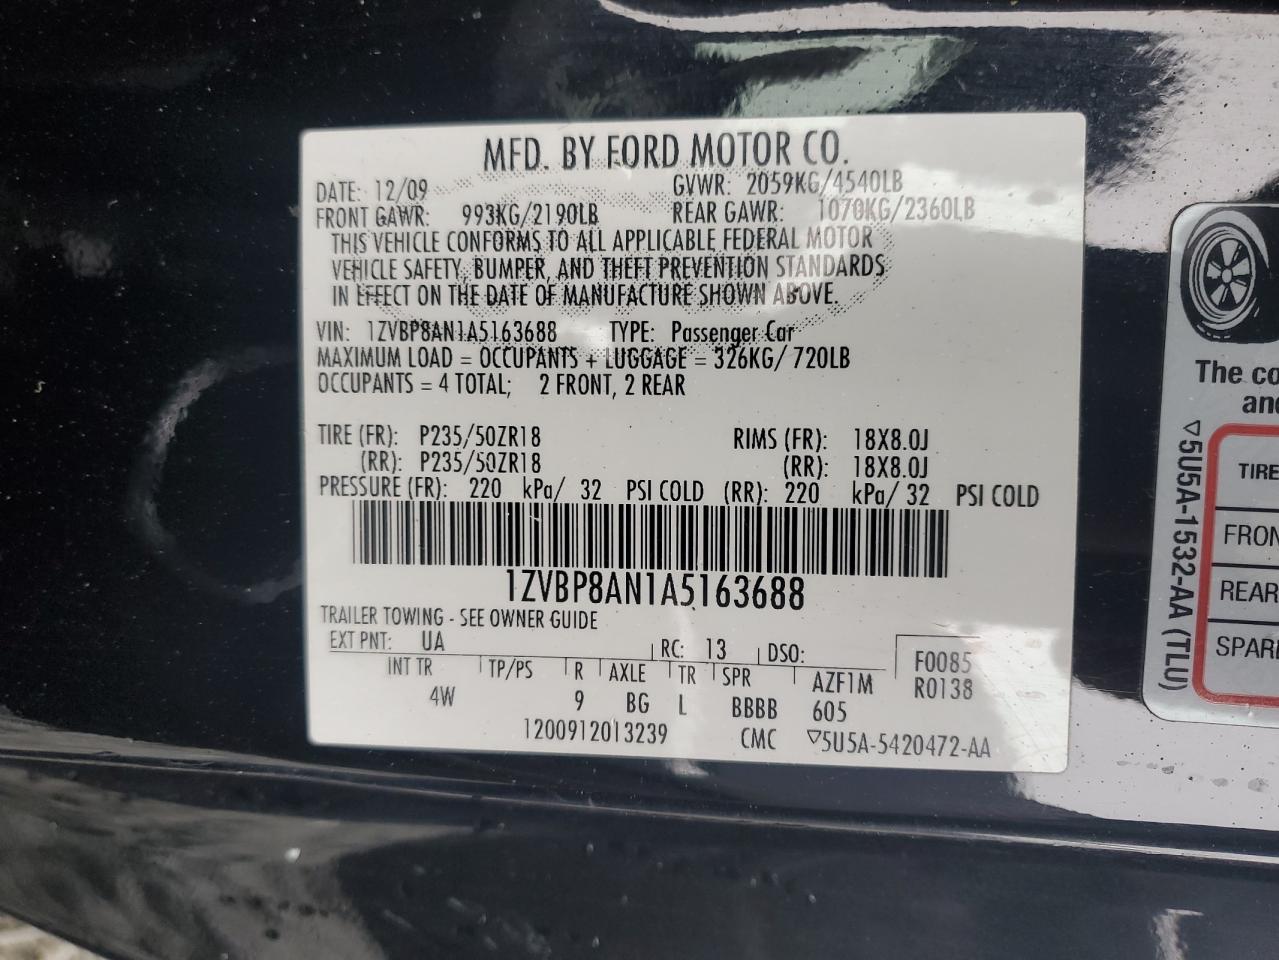 MFD. BY FORD MOTOR CO.
DATE: 12/09 GVWR: 2059KG/4540LB
FRONT GAWR: 993KG/2190LB REAR GAWR: 1070KG/2360LB
THIS VEHICLE CONFORMS TO ALL APPLICABLE FEDERAL MOTOR
VEHICLE SAFETY, BUMPER, AND THEFT PREVENTION STANDARDS
IN EFFECT ON THE DATE OF MANUFACTURE SHOWN ABOVE.
VIN: 1ZVBP8AN1A5163688 TYPE: Passenger Car
MAXIMUM LOAD = OCCUPANTS + LUGGAGE = 326KG/ 720LB
OCCUPANTS = 4 TOTAL; 2 FRONT, 2 REAR
TIRE (FR): P235/50ZR18 RIMS (FR): 18X8.0J
(RR): P235/50ZR18 (RR): 18X8.0J
PRESSURE (FR): 220 kPa/ 32 PSI COLD (RR): 220 kPa/ 32 PSI COLD
1ZVBP8AN1A5163688
TRAILER TOWING - SEE OWNER GUIDE
EXT PNT: UA RC: 13 DSO: F0085
INT TR TP/PS R AXLE TR SPR AZF1M R0138
4W 9 BG L BBBB 605
1200912013239 CMC ▽5U5A-5420472-AA
The co
and
▽5U5A-1532-AA (TLU)
TIRE
FRON
REAR
SPAR